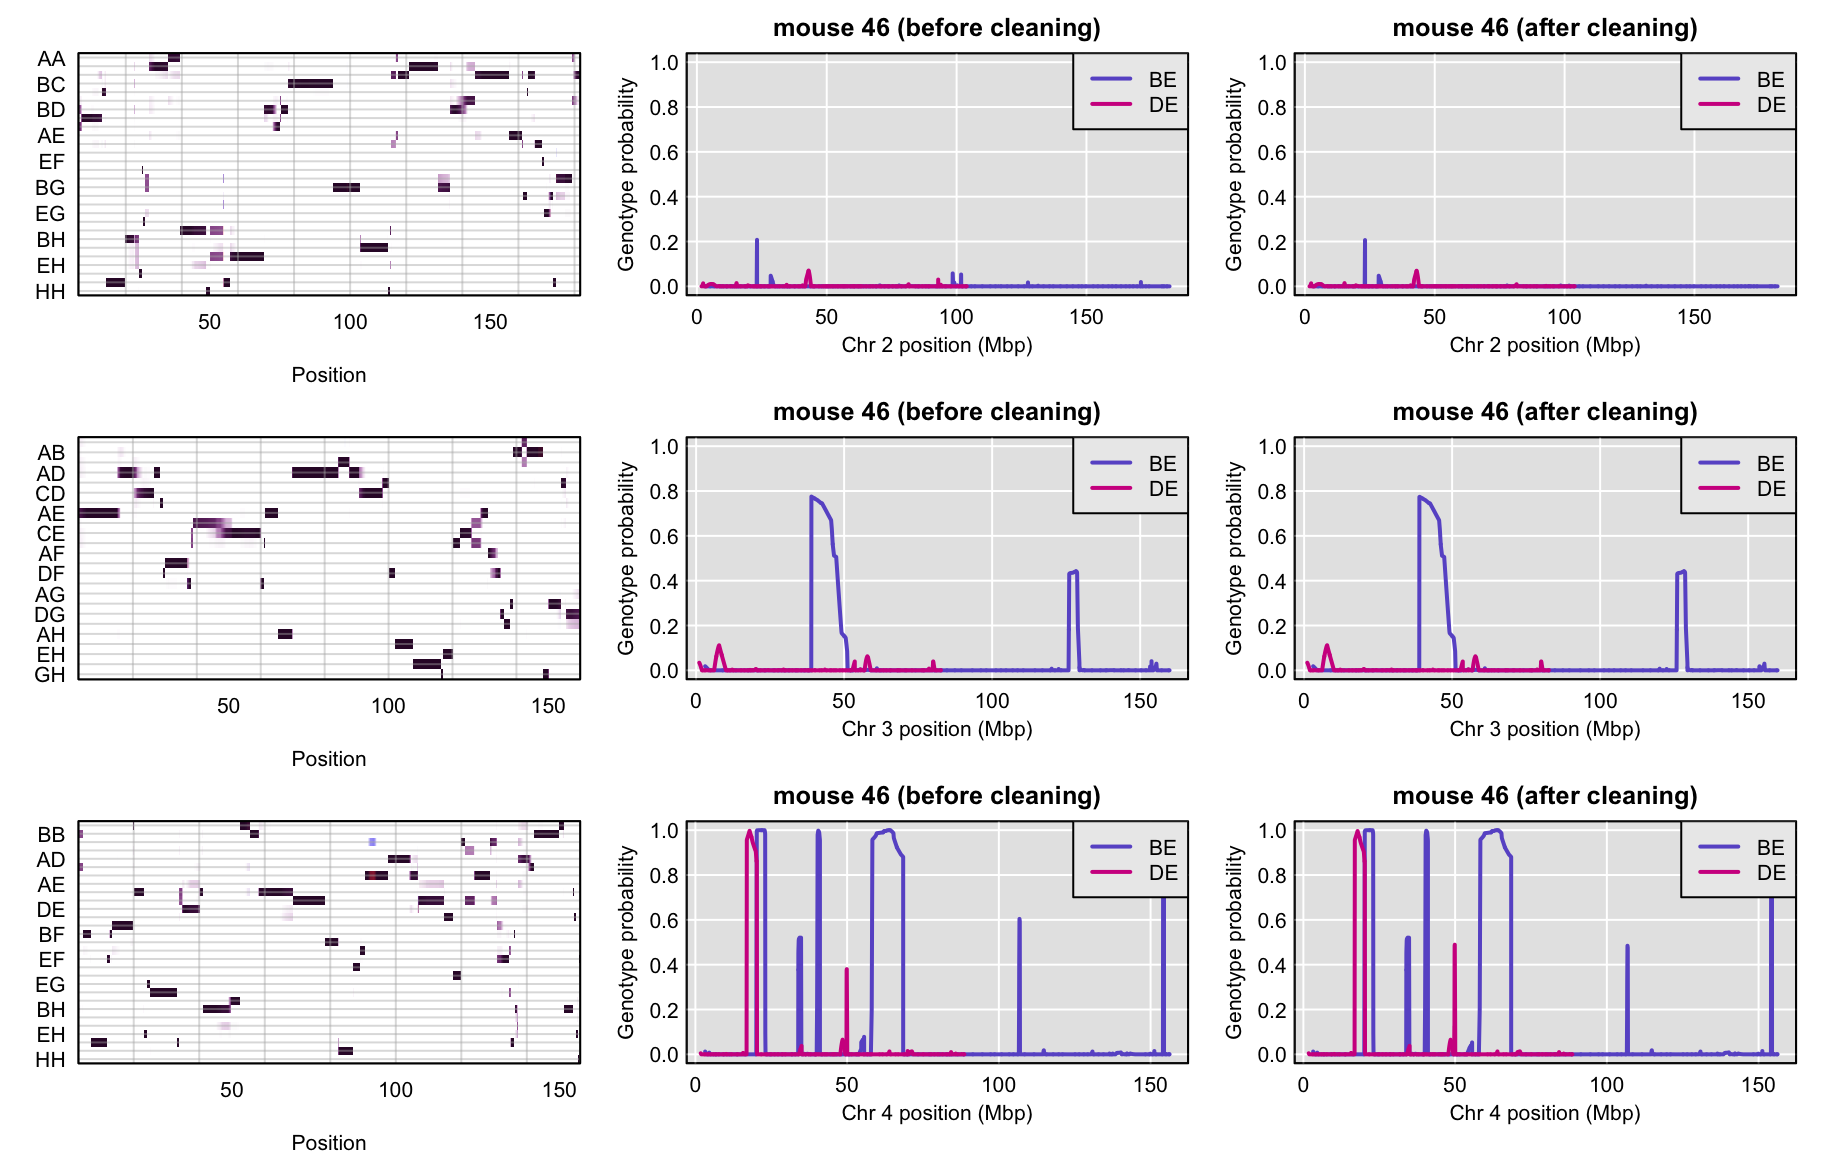 AA
BC
BD
AE
EF
BG
EG
BH
EH
HH
50 100 150
Position
mouse 46 (before cleaning)
Genotype probability
1.0
0.8
0.6
0.4
0.2
0.0
BE
DE
0 50 100 150
Chr 2 position (Mbp)
mouse 46 (after cleaning)
Genotype probability
1.0
0.8
0.6
0.4
0.2
0.0
BE
DE
0 50 100 150
Chr 2 position (Mbp)
AB
AD
CD
AE
CE
AF
DF
AG
DG
AH
EH
GH
50 100 150
Position
mouse 46 (before cleaning)
Genotype probability
1.0
0.8
0.6
0.4
0.2
0.0
BE
DE
0 50 100 150
Chr 3 position (Mbp)
mouse 46 (after cleaning)
Genotype probability
1.0
0.8
0.6
0.4
0.2
0.0
BE
DE
0 50 100 150
Chr 3 position (Mbp)
BB
AD
AE
DE
BF
EF
EG
BH
EH
HH
50 100 150
Position
mouse 46 (before cleaning)
Genotype probability
1.0
0.8
0.6
0.4
0.2
0.0
BE
DE
0 50 100 150
Chr 4 position (Mbp)
mouse 46 (after cleaning)
Genotype probability
1.0
0.8
0.6
0.4
0.2
0.0
BE
DE
0 50 100 150
Chr 4 position (Mbp)